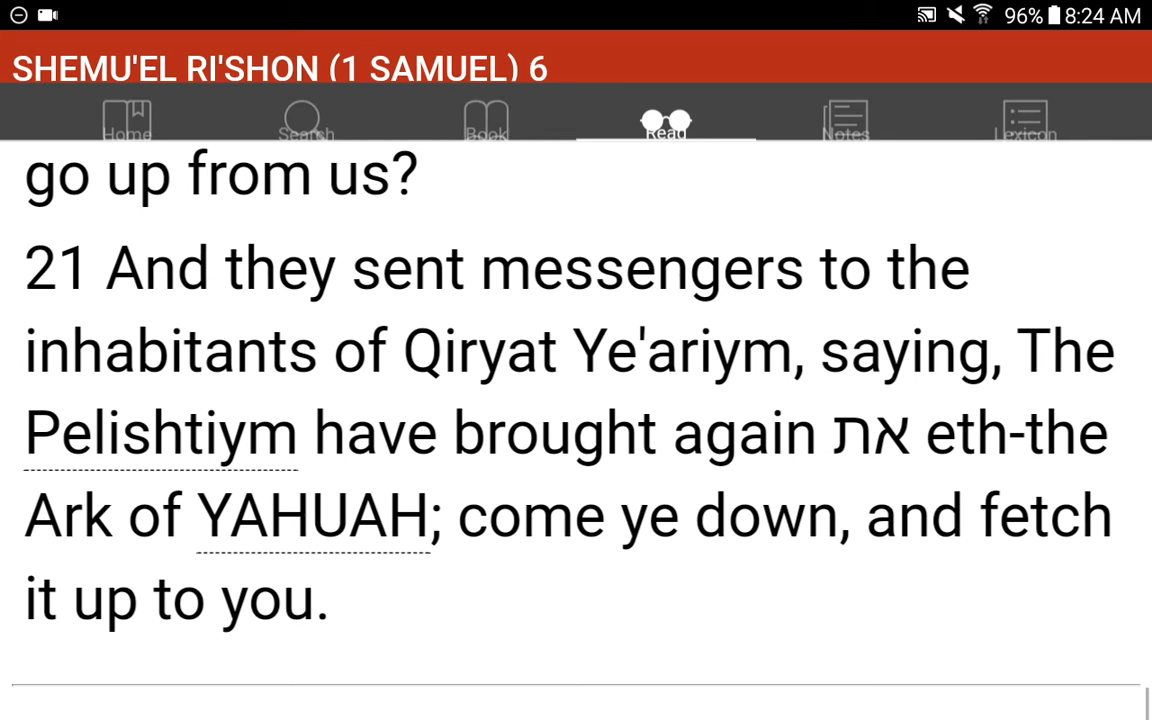 96% 8:24 AM
SHEMU'EL RI'SHON (1 SAMUEL) 6
Home Search Book Read Notes Lexicon
go up from us?
21 And they sent messengers to the
inhabitants of Qiryat Ye'ariym, saying, The
Pelishtiym have brought again את eth-the
Ark of YAHUAH; come ye down, and fetch
it up to you.